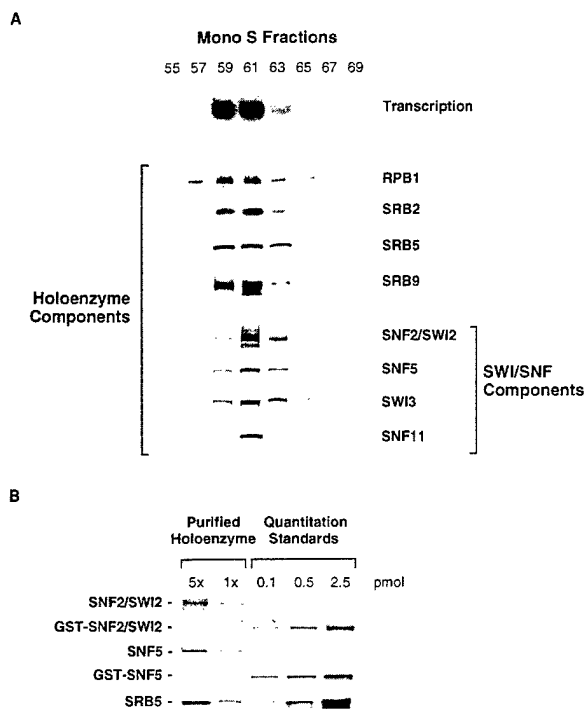 A
Mono S Fractions
55 57 59 61 63 65 67 69
Transcription
RPB1
SRB2
SRB5
SRB9
Holoenzyme
Components
SNF2/SWI2
SNF5
SWI3
SNF11
SWI/SNF
Components
B
Purified
Holoenzyme
Quantitation
Standards
5x 1x 0.1 0.5 2.5 pmol
SNF2/SWI2 -
GST-SNF2/SWI2 -
SNF5 -
GST-SNF5 -
SRB5 -